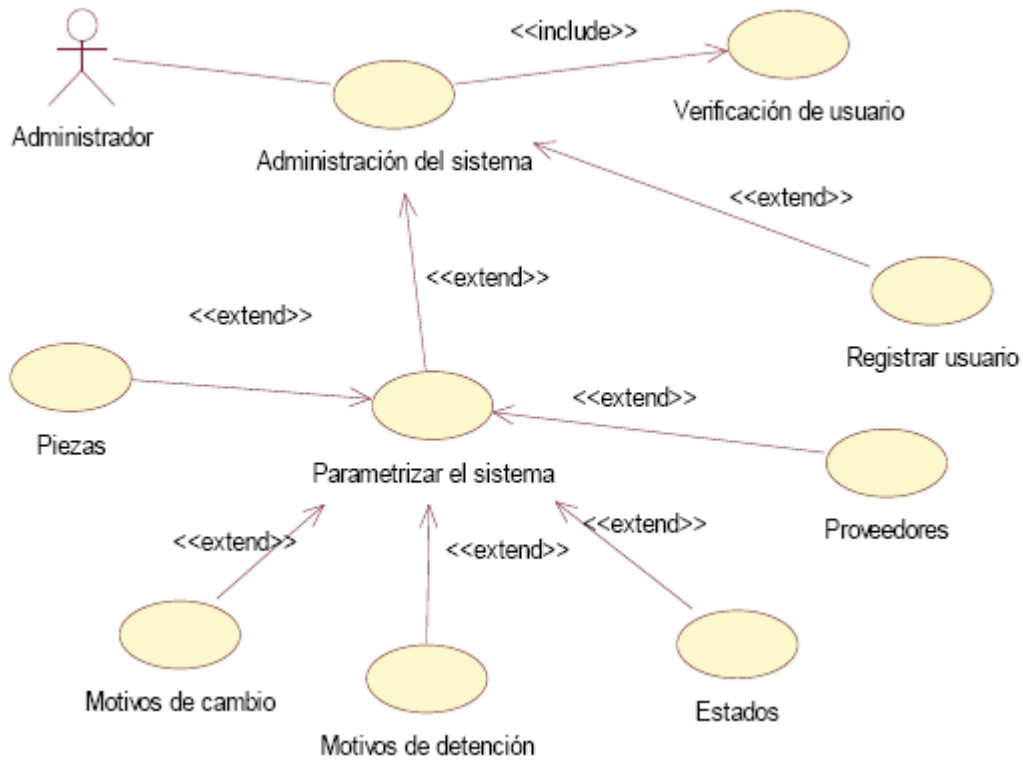 <<include>>
Verificación de usuario
Administrador
Administración del sistema
<<extend>>
<<extend>>
<<extend>>
Registrar usuario
<<extend>>
Piezas
Parametrizar el sistema
Proveedores
<<extend>>
<<extend>>
<<extend>>
Motivos de cambio
Estados
Motivos de detención